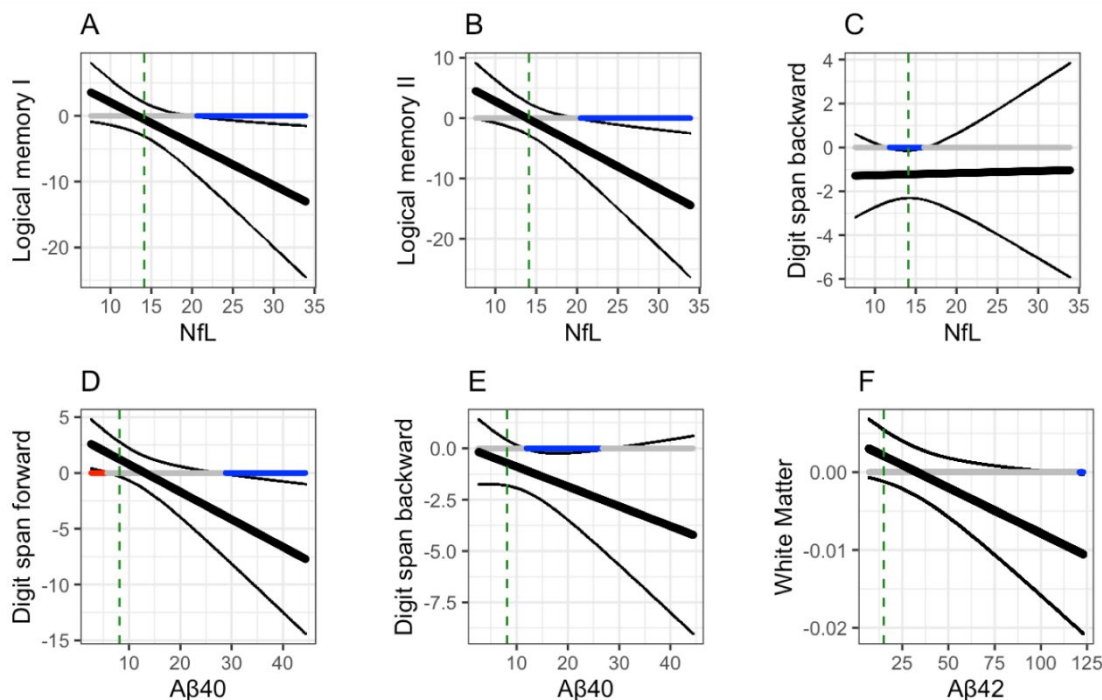 A
B
C
Logical memory I
0
-10
-20
10 15 20 25 30 35
NfL
Logical memory II
10
0
-10
-20
10 15 20 25 30 35
NfL
Digit span backward
4
2
0
-2
-4
-6
10 15 20 25 30 35
NfL
D
E
F
Digit span forward
5
0
-5
-10
-15
10 20 30 40
Aβ40
Digit span backward
0.0
-2.5
-5.0
-7.5
10 20 30 40
Aβ40
White Matter
0.00
-0.01
-0.02
25 50 75 100 125
Aβ42